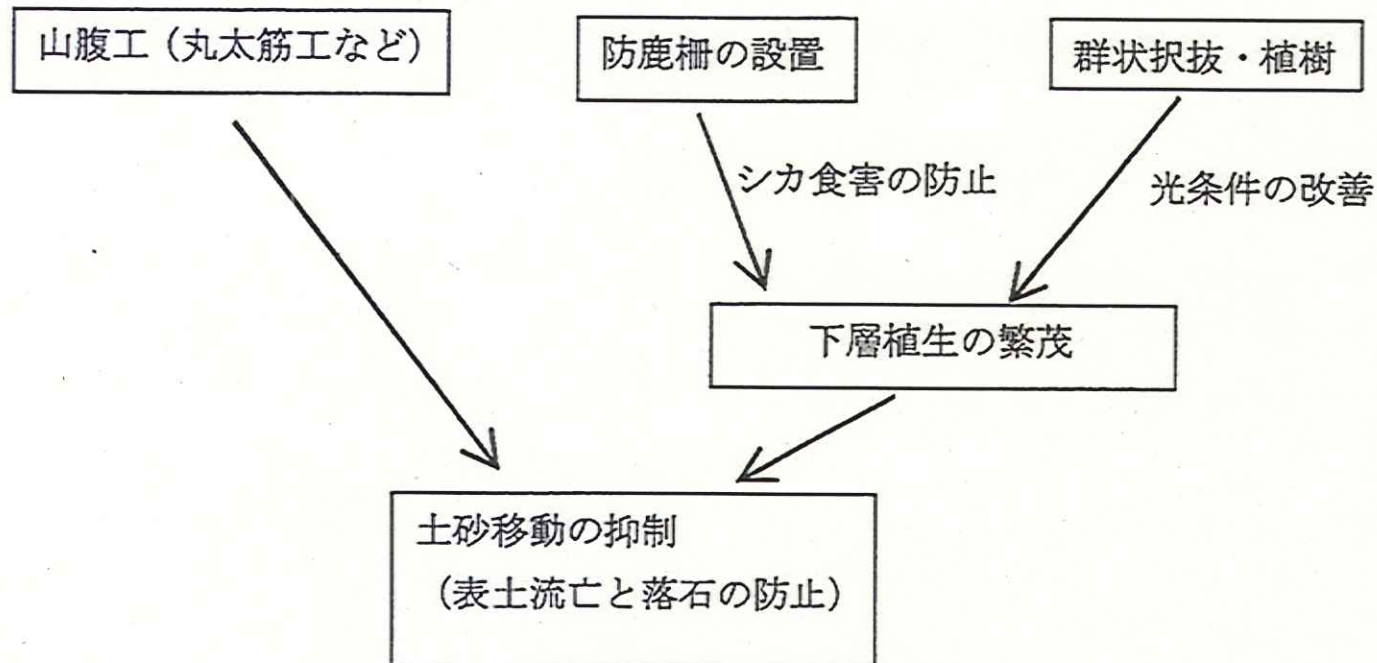 山腹工（丸太筋工など）
防鹿柵の設置
群状択抜・植樹
シカ食害の防止
光条件の改善
下層植生の繁茂
土砂移動の抑制
（表土流亡と落石の防止）